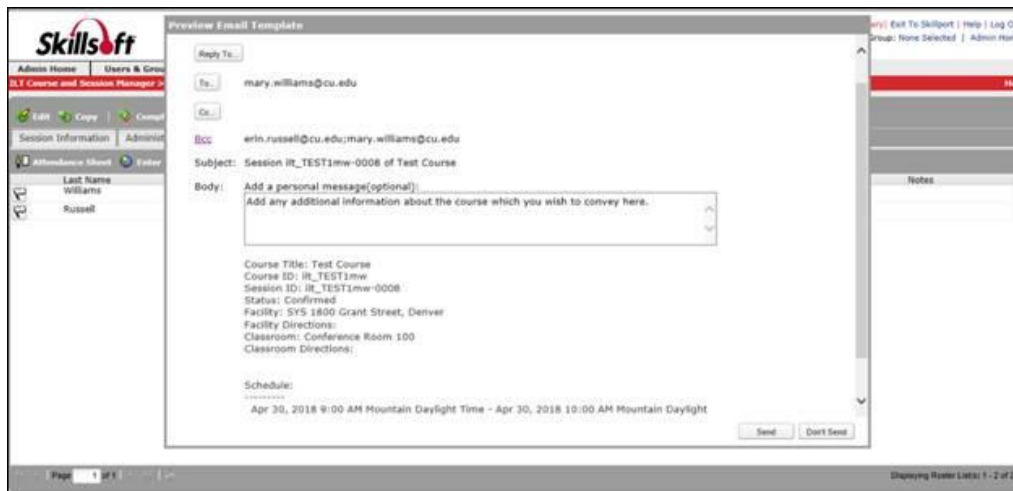 Preview Email Template
Exit To Skillport | Help | Log O
Group: None Selected | Admin Hom
Skillsoft
Reply To...
Admin Home Users & Grou
To... mary.williams@cu.edu
ILT Course and Session Manager >
Cc...
Edit Copy
Session Information Administ
Bcc erin.russell@cu.edu;mary.williams@cu.edu
Subject: Session ilt_TEST1mw-0008 of Test Course
Attendance Sheet Enter
Body: Add a personal message(optional):
Last Name Notes
Williams
Russell
Add any additional information about the course which you wish to convey here.
Course Title: Test Course
Course ID: ilt_TEST1mw
Session ID: ilt_TEST1mw-0008
Status: Confirmed
Facility: SYS 1800 Grant Street, Denver
Facility Directions:
Classroom: Conference Room 100
Classroom Directions:
Schedule:
---------
Apr 30, 2018 9:00 AM Mountain Daylight Time - Apr 30, 2018 10:00 AM Mountain Daylight
Send Don't Send
Page 1 of 1
Displaying Roster Lists: 1 - 2 of 2